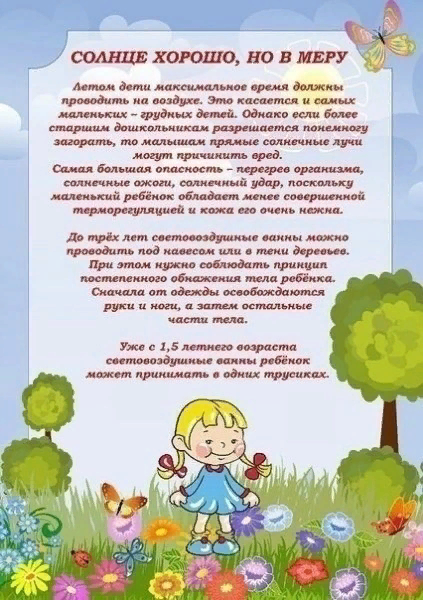 СОЛНЦЕ ХОРОШО, НО В МЕРУ
Летом дети максимальное время должны
проводить на воздухе. Это касается и самых
маленьких – грудных детей. Однако если более
старшим дошкольникам разрешается понемногу
загорать, то малышам прямые солнечные лучи
могут причинить вред.
Самая большая опасность – перегрев организма,
солнечные ожоги, солнечный удар, поскольку
маленький ребёнок обладает менее совершенной
терморегуляцией и кожа его очень нежна.
До трёх лет световоздушные ванны можно
проводить под навесом или в тени деревьев.
При этом нужно соблюдать принцип
постепенного обнажения тела ребёнка.
Сначала от одежды освобождаются
руки и ноги, а затем остальные
части тела.
Уже с 1,5 летнего возраста
световоздушные ванны ребёнок
может принимать в одних трусиках.